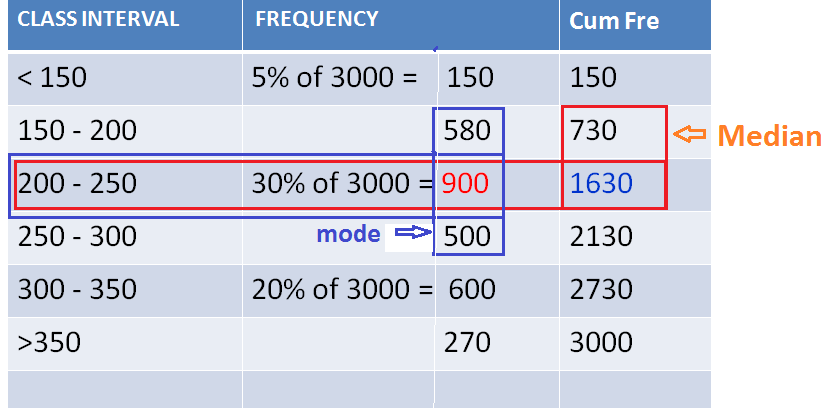 CLASS INTERVAL FREQUENCY Cum Fre
< 150 5% of 3000 = 150 150
150 - 200 580 730 Median
200 - 250 30% of 3000 = 900 1630
250 - 300 mode 500 2130
300 - 350 20% of 3000 = 600 2730
>350 270 3000